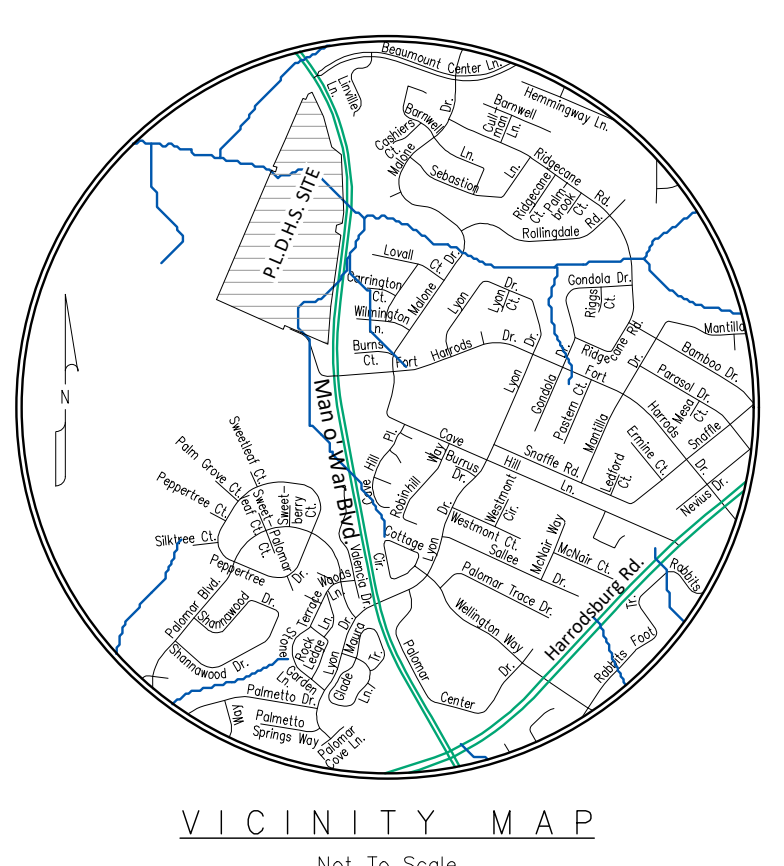 Beaumount Center Ln.
Linville
Ln.
Hemmingway Ln.
Barnwell
Cull-
man
Ln.
Barnwell
Dr.
Cashiers
Ct.
Malone
Ln.
Ln.
Sebastion
Ridgecane
Rd.
Ridgecane
Ct.
Palm-
brook
Ct.
Rd.
Rollingdale
P.L.D.H.S. SITE
Lovall
Ct.
Dr.
Carrington
Ct.
Malone
Wilmington
Ln.
Burns
Ct.
Fort
Harrods
Dr.
Lyon
Lyon
Dr.
Ct.
Gondola Dr.
Riggs
Ct.
Ridgecane Rd.
Mantilla
Bamboo Dr.
Parasol Dr.
Mesa
Ct.
Dr.
Fort
Harrods
Dr.
Snaffle
Dr.
Lyon
Dr.
Gondola
Pastern Ct.
Mantilla
Ermine Ct.
Ledford
Ct.
Snaffle Rd.
Nevius Dr.
N
Man o' War Blvd.
Cave
Hill
Ln.
Cave Hill
Pl.
Robinhill
Way
Burrus
Dr.
Westmont
Cir.
Westmont Ct.
Sallee
Dr.
McNair Way
McNair Ct.
Lyon
Dr.
Cottage
Cir.
Sweetleaf Ct.
Palm Grove Ct.
Peppertree Ct.
Silktree Ct.
Sweet-
leaf Ct.
Sweet-
berry
Ct.
Palomar
Ct.
Peppertree
Dr.
Palomar Blvd.
Shannawood
Dr.
Shannawood Dr.
Woods
Ln.
Terrace
Ln.
Stone
Rock
Ledge
Garden
Ln.
Lyon
Dr.
Maura
Tr.
Glade
Ln.
Valencia Dr.
Palomar Trace Dr.
Wellington Way
Palomar
Center
Dr.
Harrodsburg Rd.
Rabbits
Tr.
Rabbits Foot
Palmetto Dr.
Way
Palmetto
Springs Way
Palomar
Cove Ln.
VICINITY MAP
Not To Scale